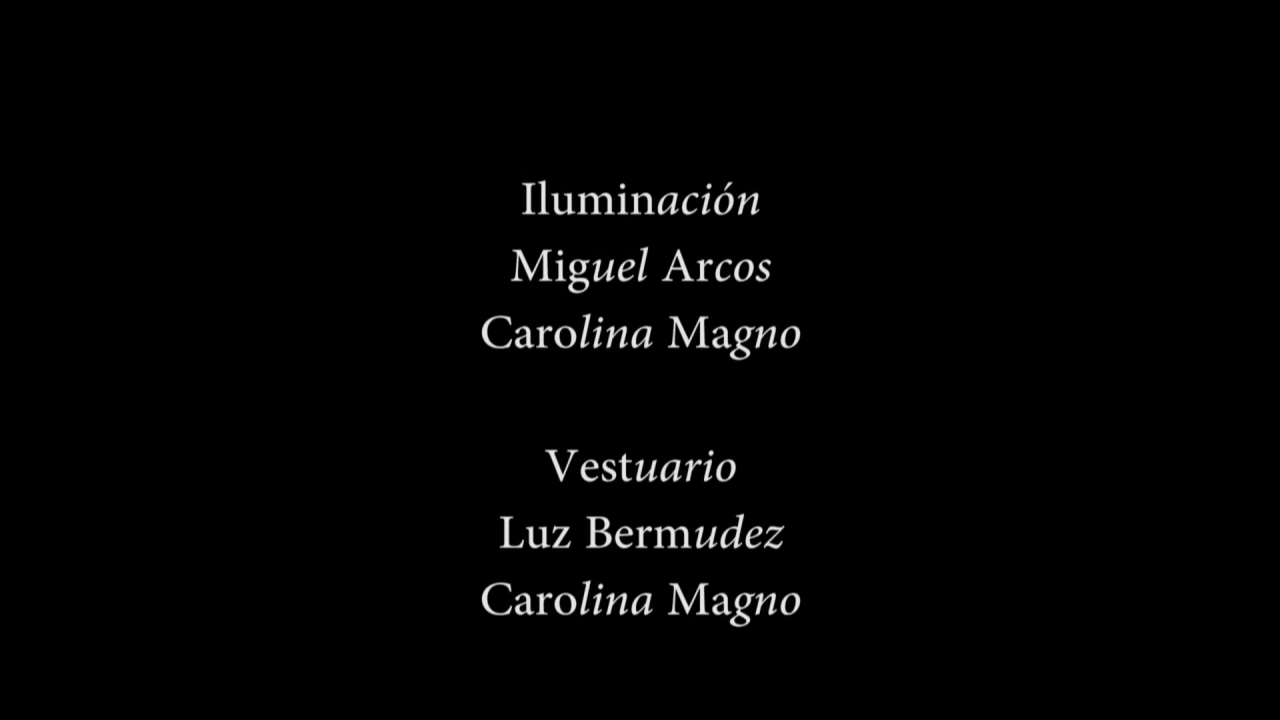 Iluminación
Miguel Arcos
Carolina Magno
Vestuario
Luz Bermudez
Carolina Magno